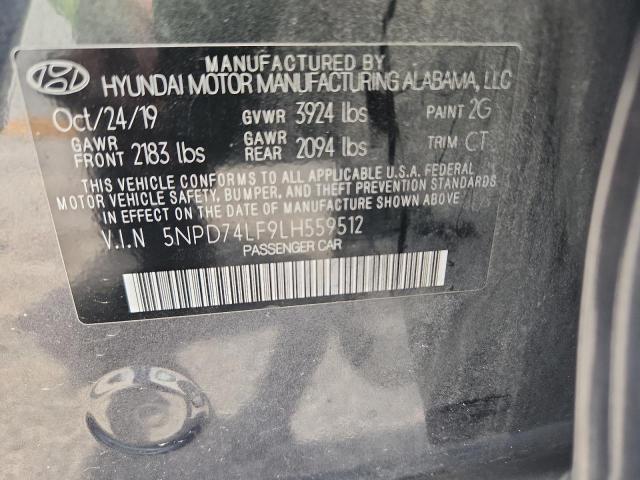 MANUFACTURED BY
HYUNDAI MOTOR MANUFACTURING ALABAMA, LLC
Oct/24/19 GVWR 3924 lbs PAINT 2G
GAWR FRONT 2183 lbs GAWR REAR 2094 lbs TRIM CT
THIS VEHICLE CONFORMS TO ALL APPLICABLE U.S.A. FEDERAL
MOTOR VEHICLE SAFETY, BUMPER, AND THEFT PREVENTION STANDARDS
IN EFFECT ON THE DATE OF MANUFACTURE SHOWN ABOVE
V.I.N 5NPD74LF9LH559512
PASSENGER CAR